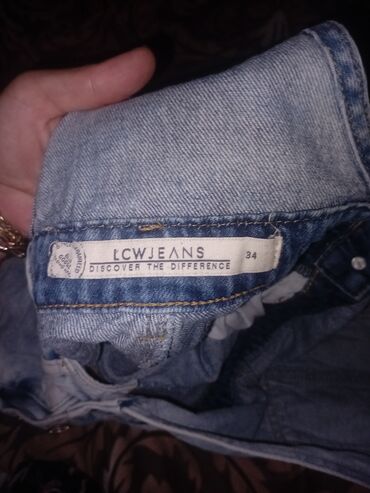 LCWJEANS
DISCOVER THE DIFFERENCE
34